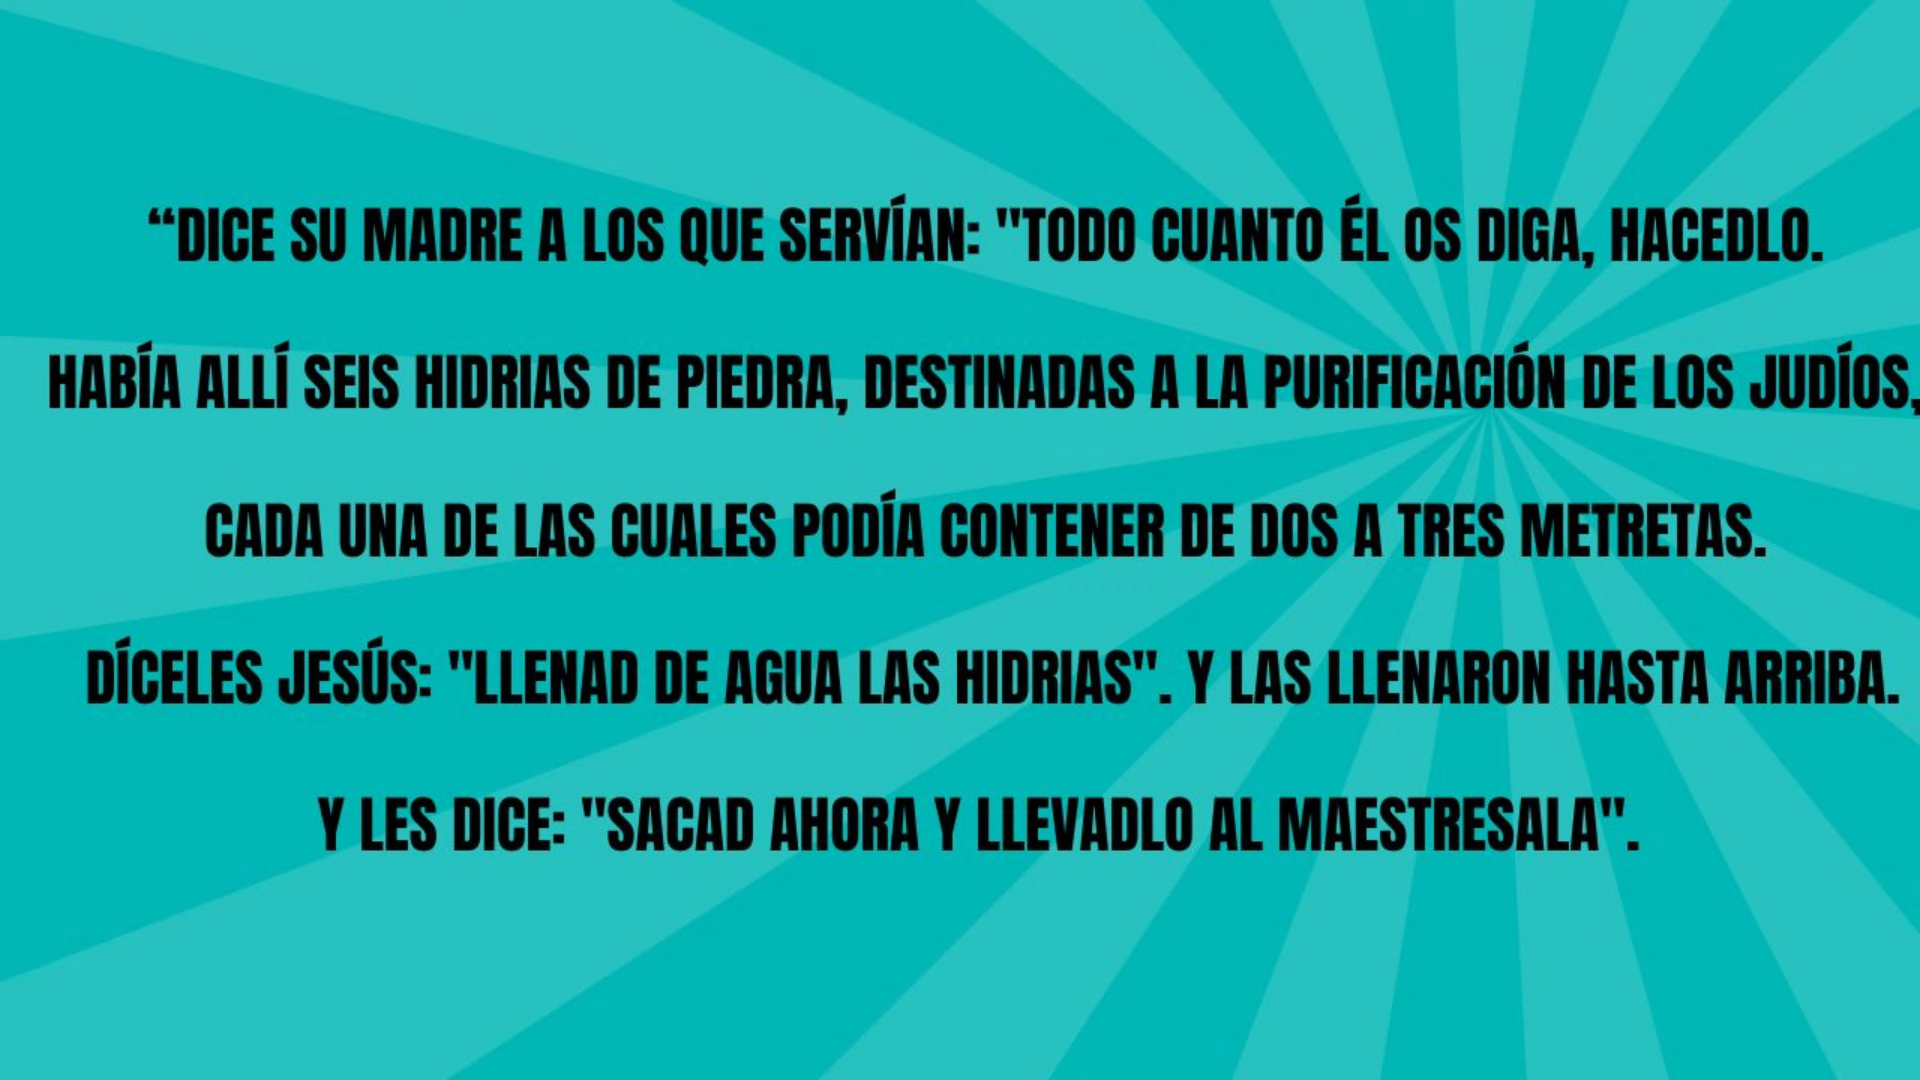 “DICE SU MADRE A LOS QUE SERVÍAN: "TODO CUANTO ÉL OS DIGA, HACEDLO.
HABÍA ALLÍ SEIS HIDRIAS DE PIEDRA, DESTINADAS A LA PURIFICACIÓN DE LOS JUDÍOS,
CADA UNA DE LAS CUALES PODÍA CONTENER DE DOS A TRES METRETAS.
DÍCELES JESÚS: "LLENAD DE AGUA LAS HIDRIAS". Y LAS LLENARON HASTA ARRIBA.
Y LES DICE: "SACAD AHORA Y LLEVADLO AL MAESTRESALA".